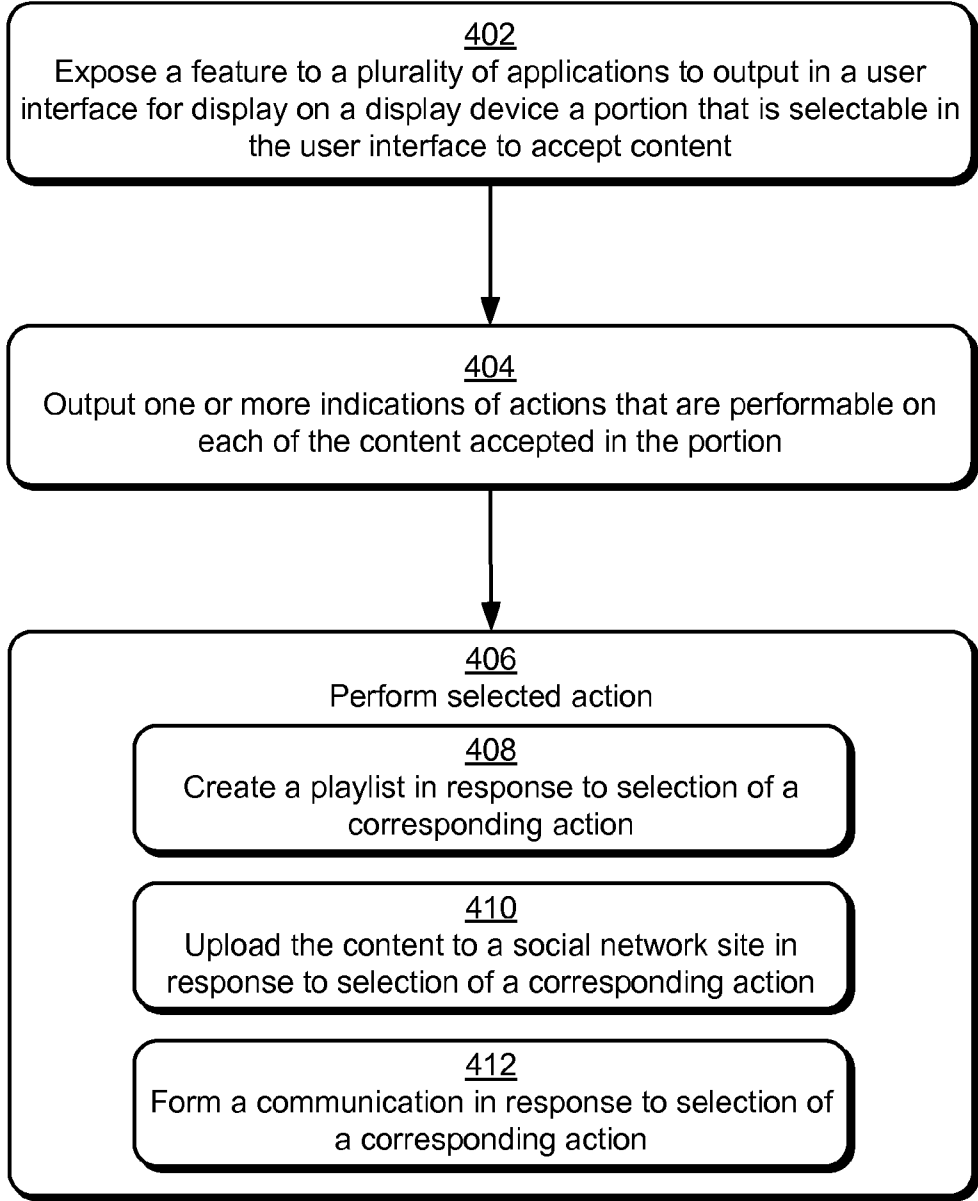 402
Expose a feature to a plurality of applications to output in a user
interface for display on a display device a portion that is selectable in
the user interface to accept content
404
Output one or more indications of actions that are performable on
each of the content accepted in the portion
406
Perform selected action
408
Create a playlist in response to selection of a
corresponding action
410
Upload the content to a social network site in
response to selection of a corresponding action
412
Form a communication in response to selection of
a corresponding action